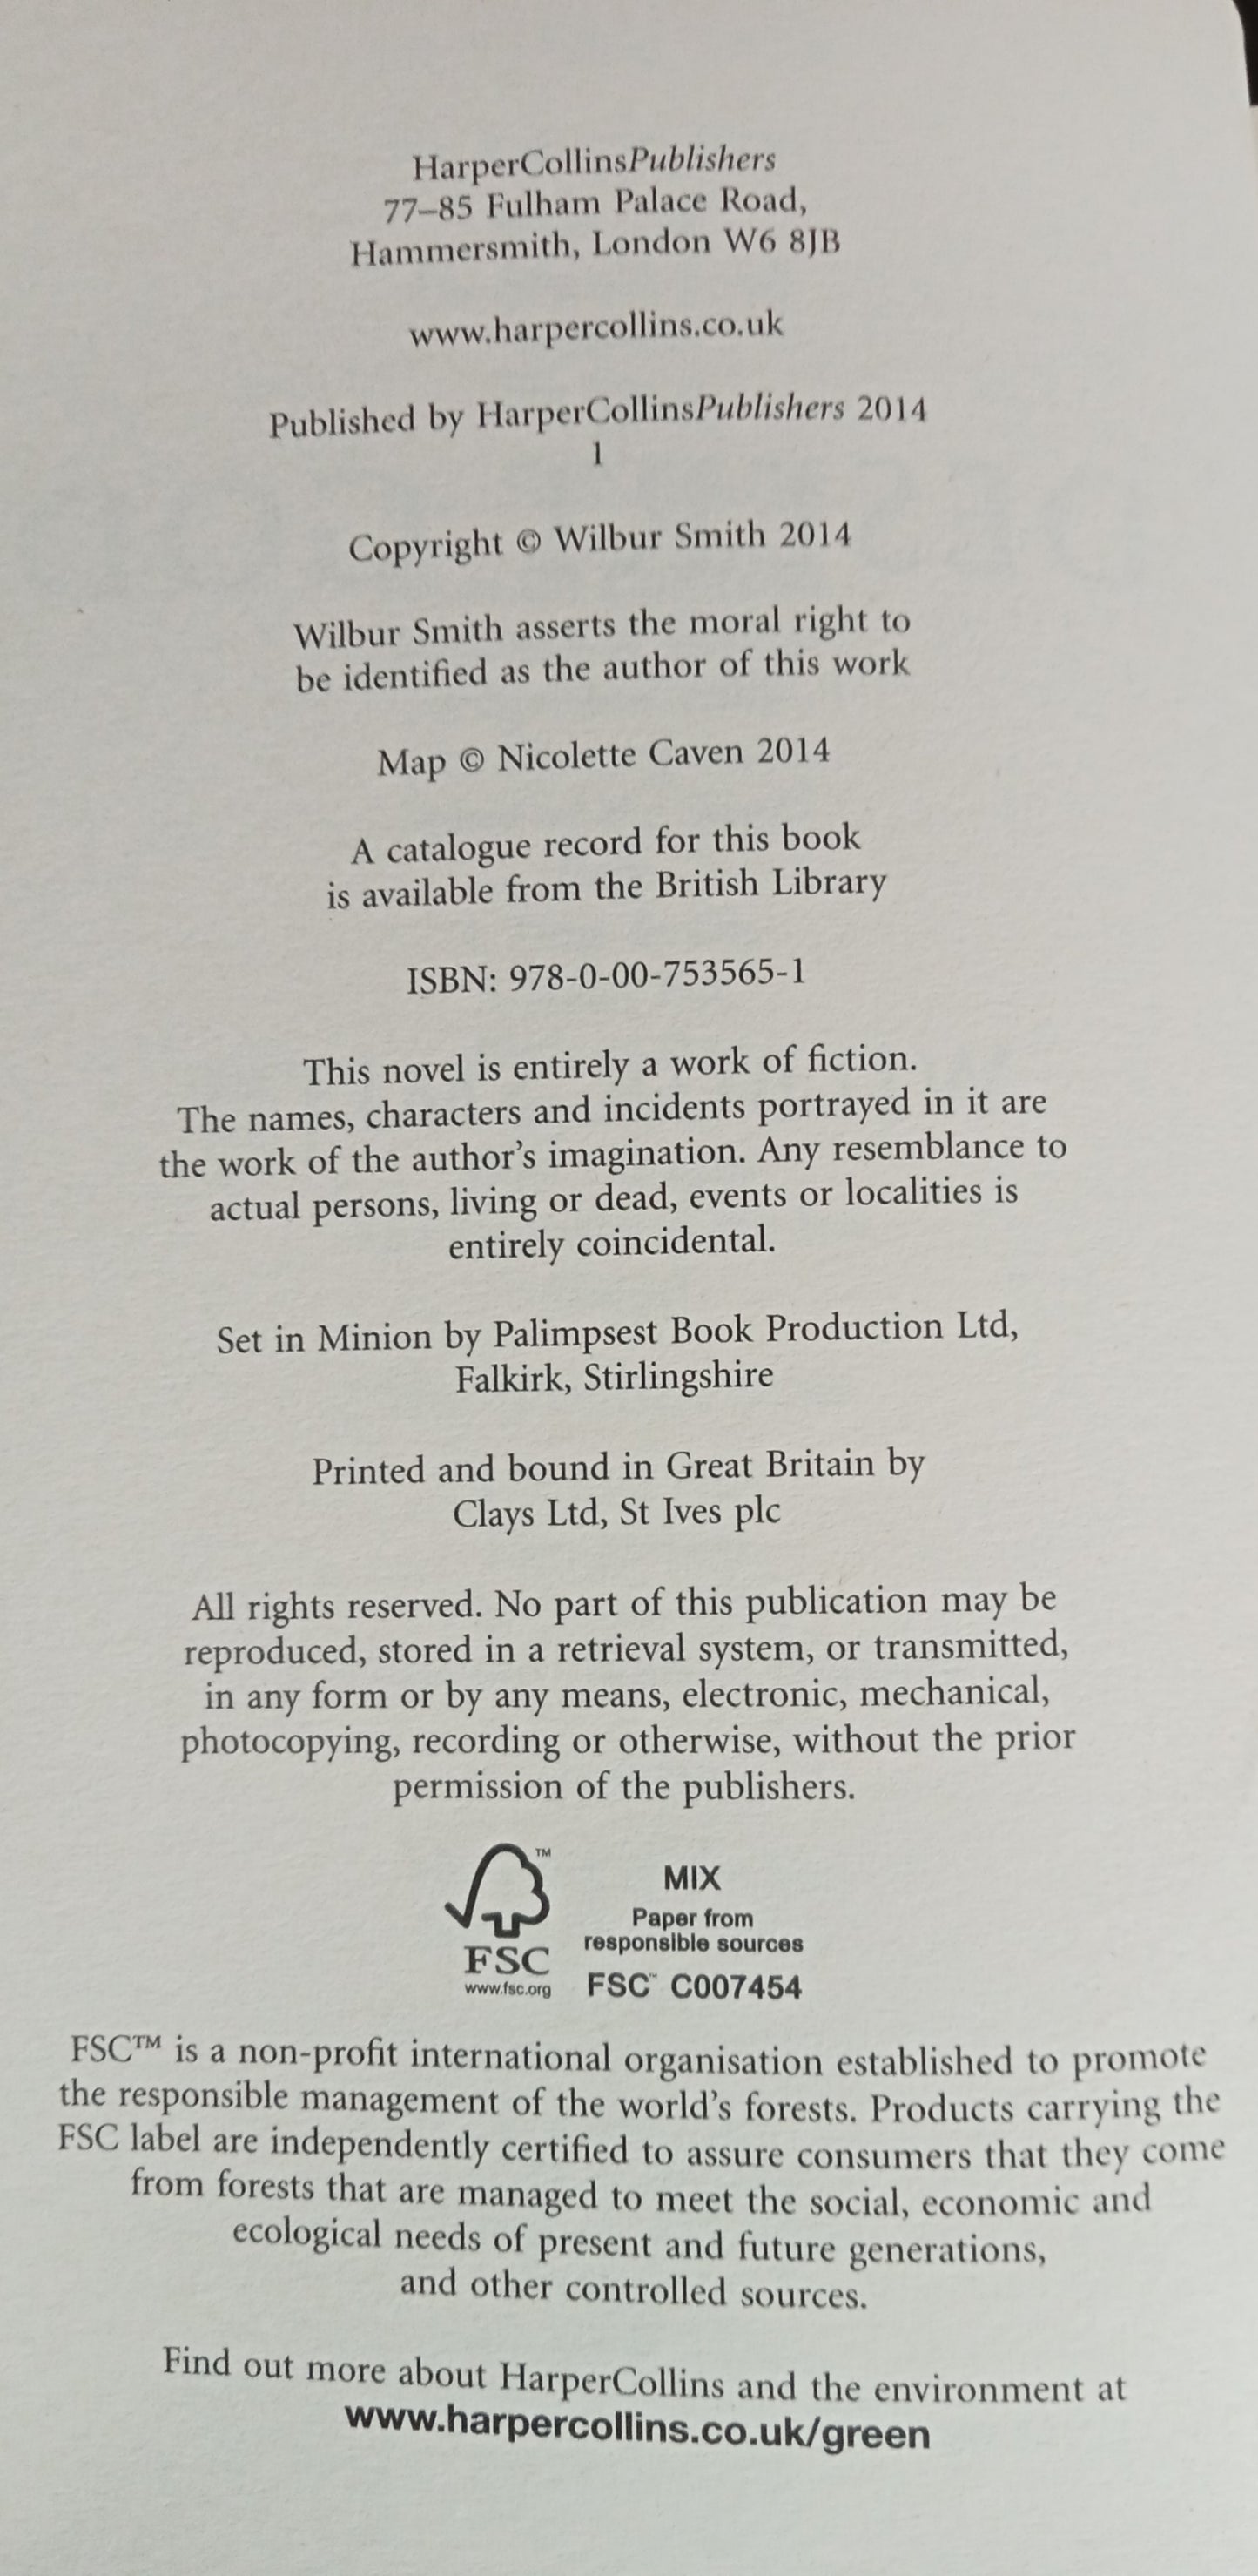 HarperCollinsPublishers
77–85 Fulham Palace Road,
Hammersmith, London W6 8JB
www.harpercollins.co.uk
Published by HarperCollinsPublishers 2014
1
Copyright © Wilbur Smith 2014
Wilbur Smith asserts the moral right to
be identified as the author of this work
Map © Nicolette Caven 2014
A catalogue record for this book
is available from the British Library
ISBN: 978-0-00-753565-1
This novel is entirely a work of fiction.
The names, characters and incidents portrayed in it are
the work of the author's imagination. Any resemblance to
actual persons, living or dead, events or localities is
entirely coincidental.
Set in Minion by Palimpsest Book Production Ltd,
Falkirk, Stirlingshire
Printed and bound in Great Britain by
Clays Ltd, St Ives plc
All rights reserved. No part of this publication may be
reproduced, stored in a retrieval system, or transmitted,
in any form or by any means, electronic, mechanical,
photocopying, recording or otherwise, without the prior
permission of the publishers.
™
FSC
www.fsc.org
MIX
Paper from
responsible sources
FSC™ C007454
FSC™ is a non-profit international organisation established to promote
the responsible management of the world's forests. Products carrying the
FSC label are independently certified to assure consumers that they come
from forests that are managed to meet the social, economic and
ecological needs of present and future generations,
and other controlled sources.
Find out more about HarperCollins and the environment at
www.harpercollins.co.uk/green